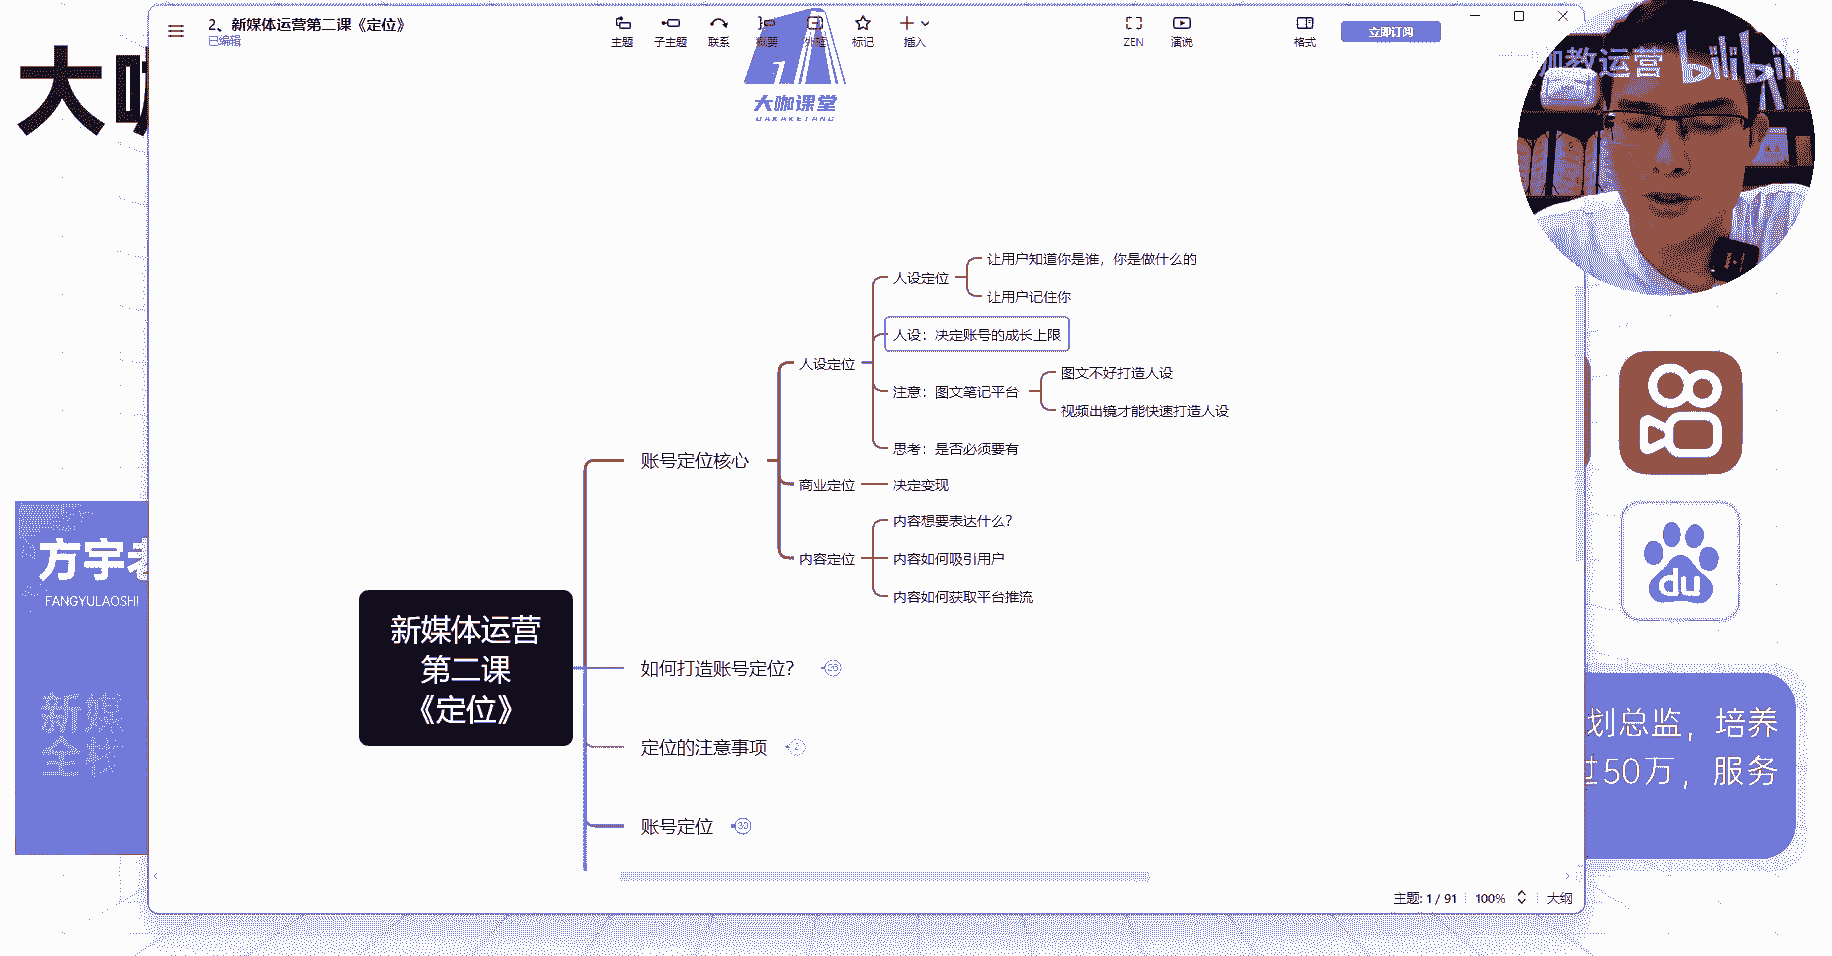 2、新媒体运营第二课《定位》
已编辑
主题
子主题
联系
概要
外框
标记
插入
ZEN
演说
格式
立即订阅
大咖课堂
DAKAKETANG
咖教运营 bilibili
大咖
让用户知道你是谁，你是做什么的
人设定位
让用户记住你
人设：决定账号的成长上限
人设定位
图文不好打造人设
注意：图文笔记平台
视频出镜才能快速打造人设
思考：是否必须要有
账号定位核心
商业定位
决定变现
内容想要表达什么？
内容定位
内容如何吸引用户
内容如何获取平台推流
新媒体运营
第二课
《定位》
如何打造账号定位？
26
定位的注意事项
账号定位
30
方宇老
FANGYULAOSHI
新媒
全栈
du
划总监，培养
过50万，服务
主题: 1 / 91
100%
大纲